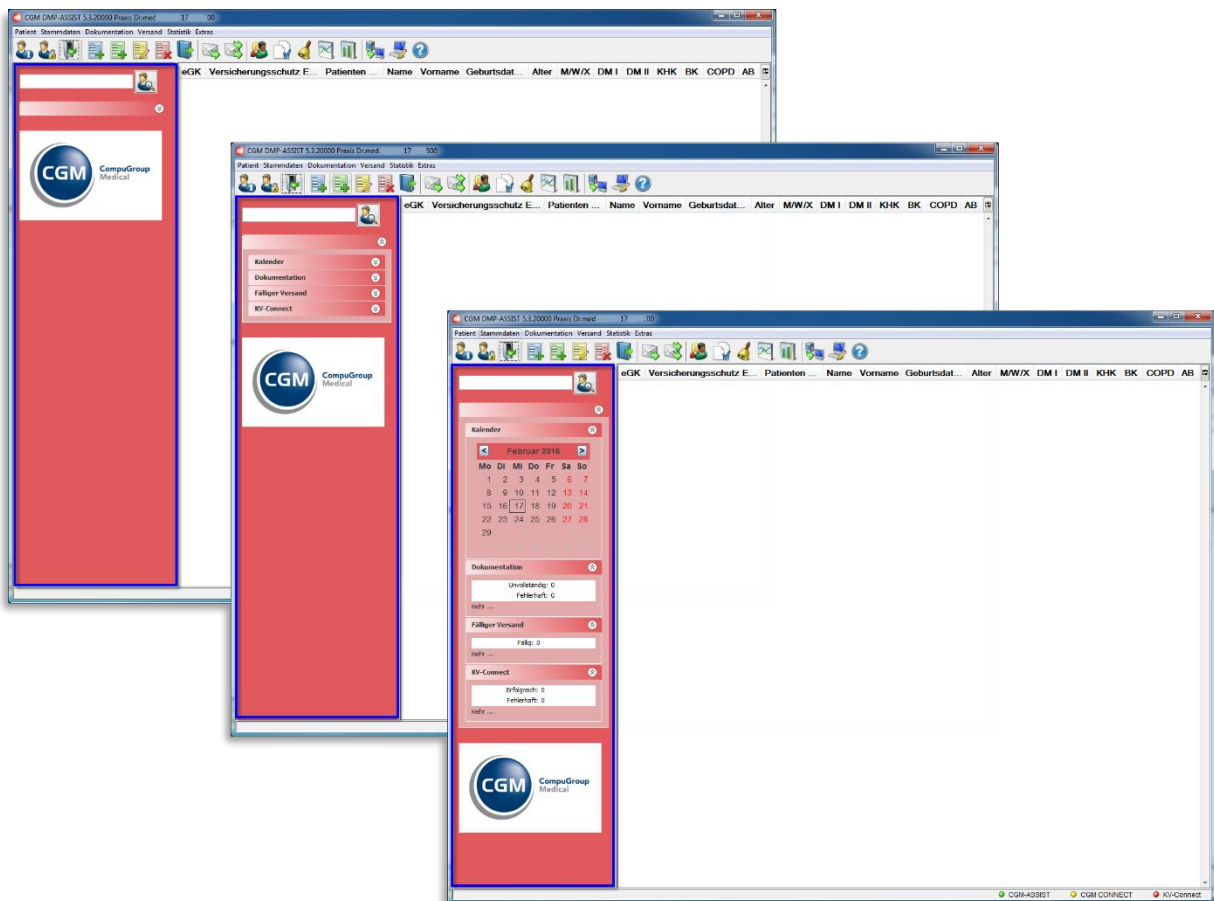 CGM DMP-ASSIST 5.3.20000 Praxis Dr.med 17 00
Patient Stammdaten Dokumentation Versand Statistik Extras
eGK Versicherungsschutz E... Patienten ... Name Vorname Geburtsdat... Alter M/W/X DM I DM II KHK BK COPD AB
CGM
CompuGroup
Medical
CGM DMP-ASSIST 5.3.20000 Praxis Dr.med. 17 500
Patient Stammdaten Dokumentation Versand Statistik Extras
eGK Versicherungsschutz E... Patienten ... Name Vorname Geburtsdat... Alter M/W/X DM I DM II KHK BK COPD AB
Kalender
Dokumentation
Fälliger Versand
KV-Connect
CGM
CompuGroup
Medical
CGM DMP-ASSIST 5.3.20000 Praxis Dr.med 17 00
Patient Stammdaten Dokumentation Versand Statistik Extras
eGK Versicherungsschutz E... Patienten ... Name Vorname Geburtsdat... Alter M/W/X DM I DM II KHK BK COPD AB
Kalender
Februar 2016
Mo Di Mi Do Fr Sa So
1 2 3 4 5 6 7
8 9 10 11 12 13 14
15 16 17 18 19 20 21
22 23 24 25 26 27 28
29
Dokumentation
Unvollständig: 0
Fehlerhaft: 0
mehr ...
Fälliger Versand
Fällig: 0
mehr ...
KV-Connect
Erfolgreich: 0
Fehlerhaft: 0
mehr ...
CGM
CompuGroup
Medical
CGM-ASSIST CGM CONNECT KV-Connect